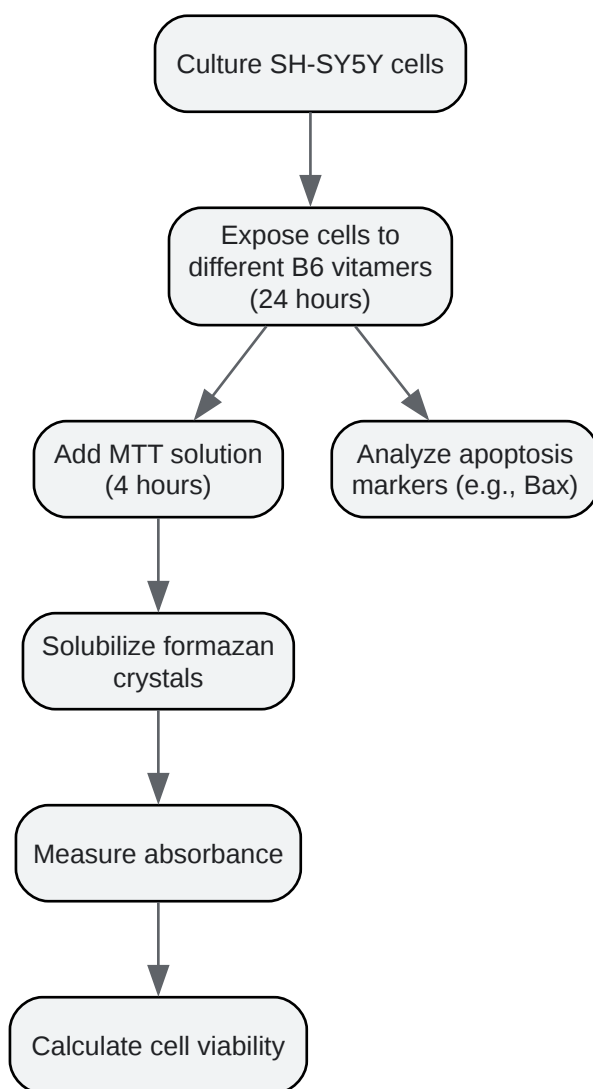 Culture SH-SY5Y cells
Expose cells to
different B6 vitamers
(24 hours)
Add MTT solution
(4 hours)
Analyze apoptosis
markers (e.g., Bax)
Solubilize formazan
crystals
Measure absorbance
Calculate cell viability